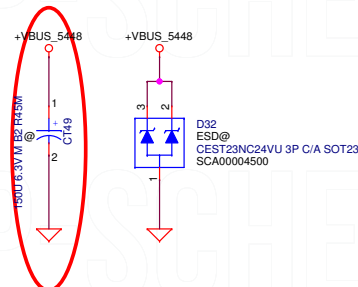 +VBUS_5448
+VBUS_5448
1
+
@
2
CT49
150U 6.3V M B2 R45M
3
2
1
D32
ESD@
CEST23NC24VU 3P C/A SOT23
SCA00004500